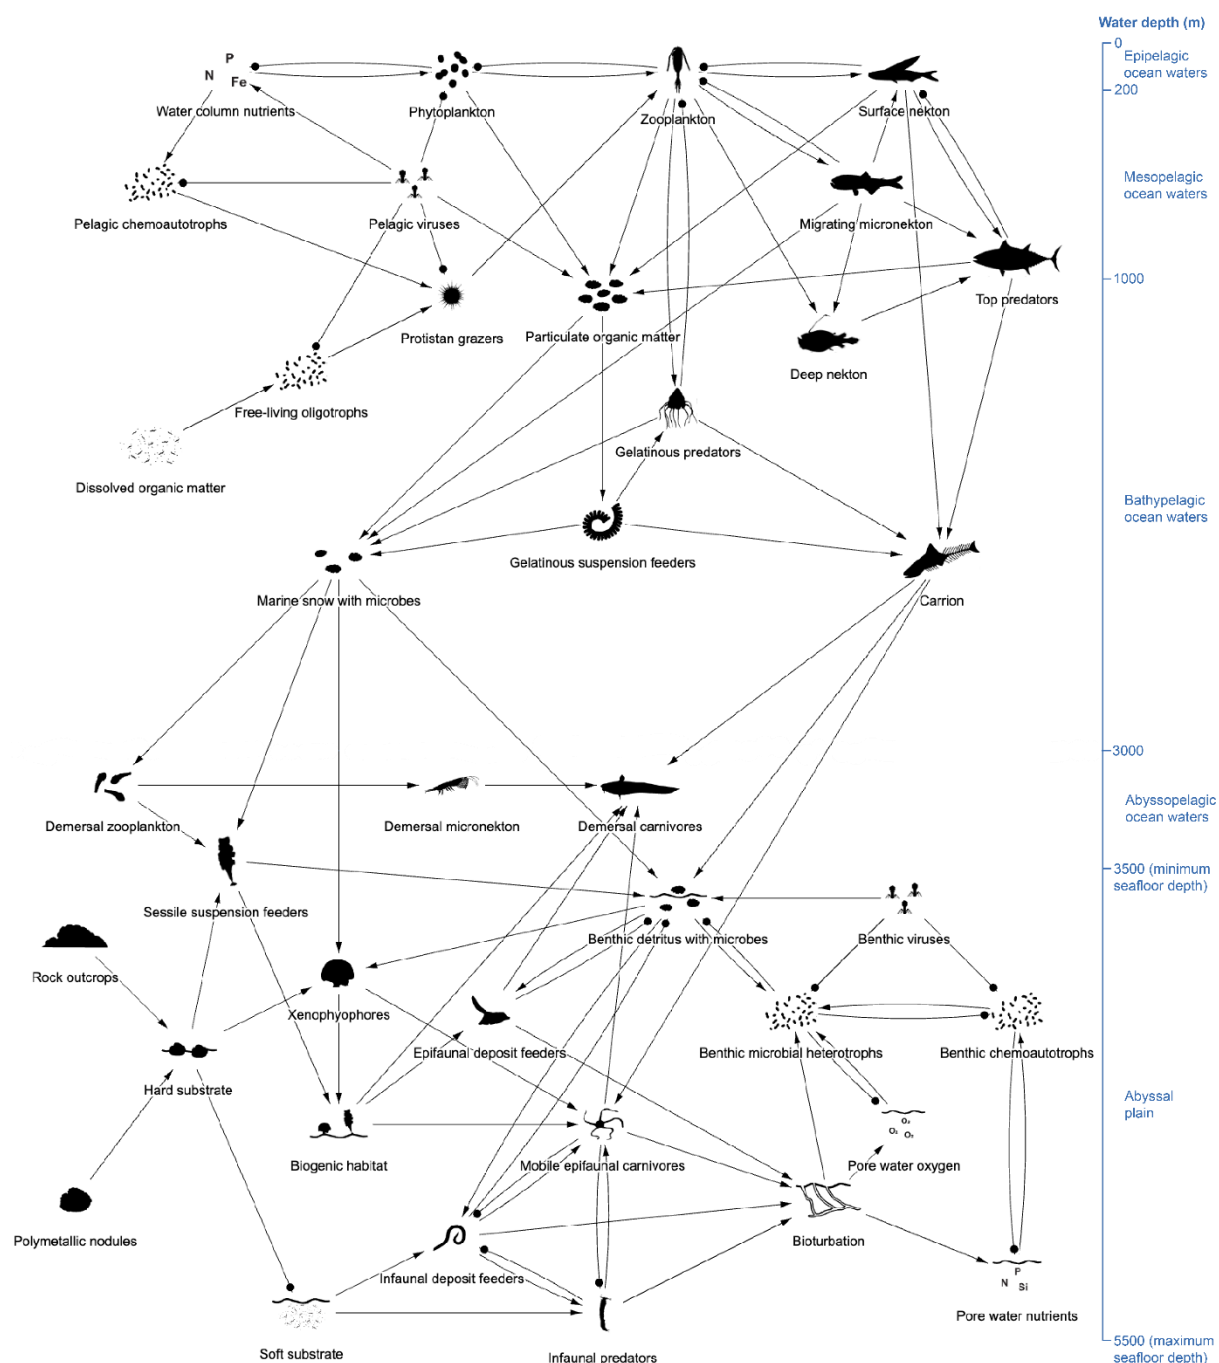 Water depth (m)
0
Epipelagic
ocean waters
200
P
N
Fe
Water column nutrients
Phytoplankton
Zooplankton
Surface nekton
Mesopelagic
ocean waters
Pelagic chemoautotrophs
Pelagic viruses
Migrating micronekton
1000
Top predators
Protistan grazers
Particulate organic matter
Deep nekton
Free-living oligotrophs
Gelatinous predators
Dissolved organic matter
Bathypelagic
ocean waters
Gelatinous suspension feeders
Marine snow with microbes
Carrion
3000
Abyssopelagic
ocean waters
Demersal zooplankton
Demersal micronekton
Demersal carnivores
3500 (minimum
seafloor depth)
Sessile suspension feeders
Benthic detritus with microbes
Benthic viruses
Rock outcrops
Xenophyophores
Epifaunal deposit feeders
Benthic microbial heterotrophs
Benthic chemoautotrophs
Hard substrate
Abyssal
plain
O₂
O₂ O₂
Biogenic habitat
Mobile epifaunal carnivores
Pore water oxygen
Polymetallic nodules
Bioturbation
Infaunal deposit feeders
P
N
Si
Pore water nutrients
Soft substrate
Infaunal predators
5500 (maximum
seafloor depth)